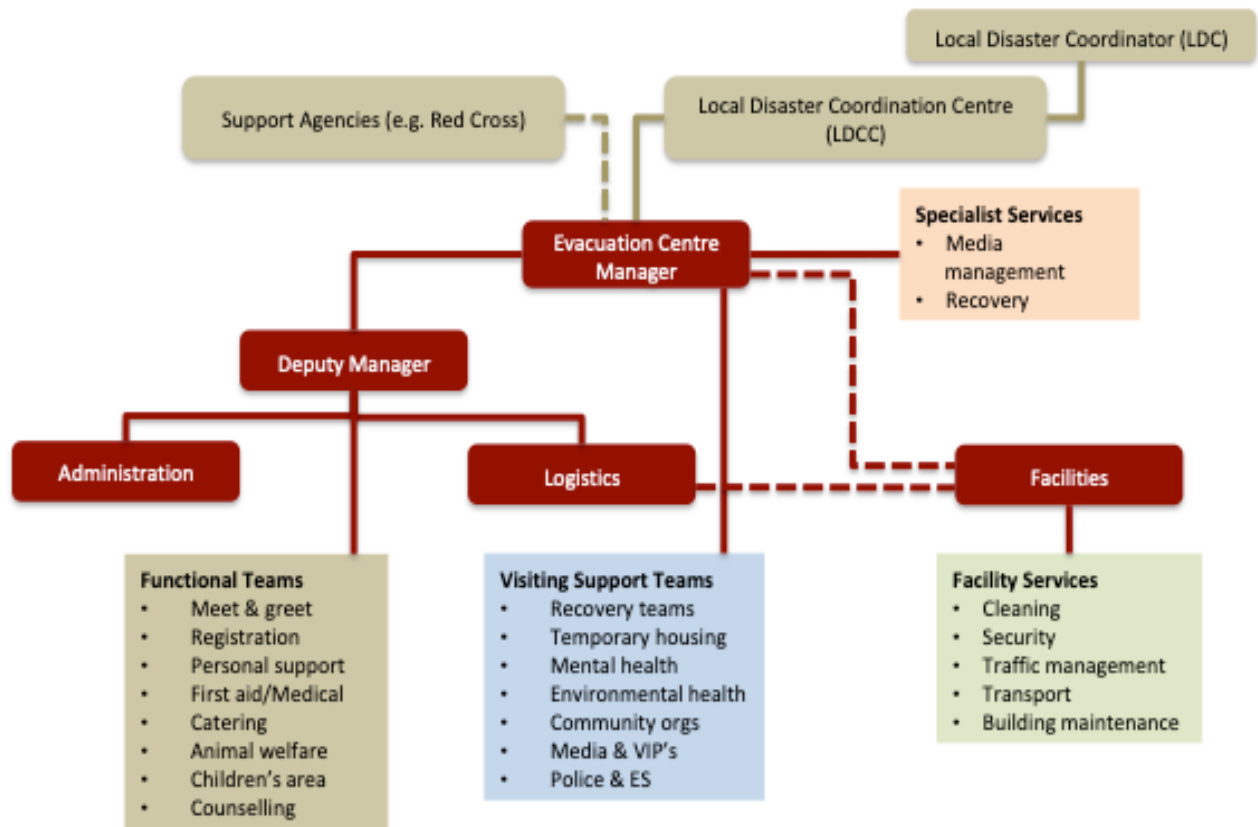 Local Disaster Coordinator (LDC)
Support Agencies (e.g. Red Cross)
Local Disaster Coordination Centre
(LDCC)
Evacuation Centre
Manager
Specialist Services
• Media
management
• Recovery
Deputy Manager
Administration
Logistics
Facilities
Functional Teams
• Meet & greet
• Registration
• Personal support
• First aid/Medical
• Catering
• Animal welfare
• Children's area
• Counselling
Visiting Support Teams
• Recovery teams
• Temporary housing
• Mental health
• Environmental health
• Community orgs
• Media & VIP's
• Police & ES
Facility Services
• Cleaning
• Security
• Traffic management
• Transport
• Building maintenance